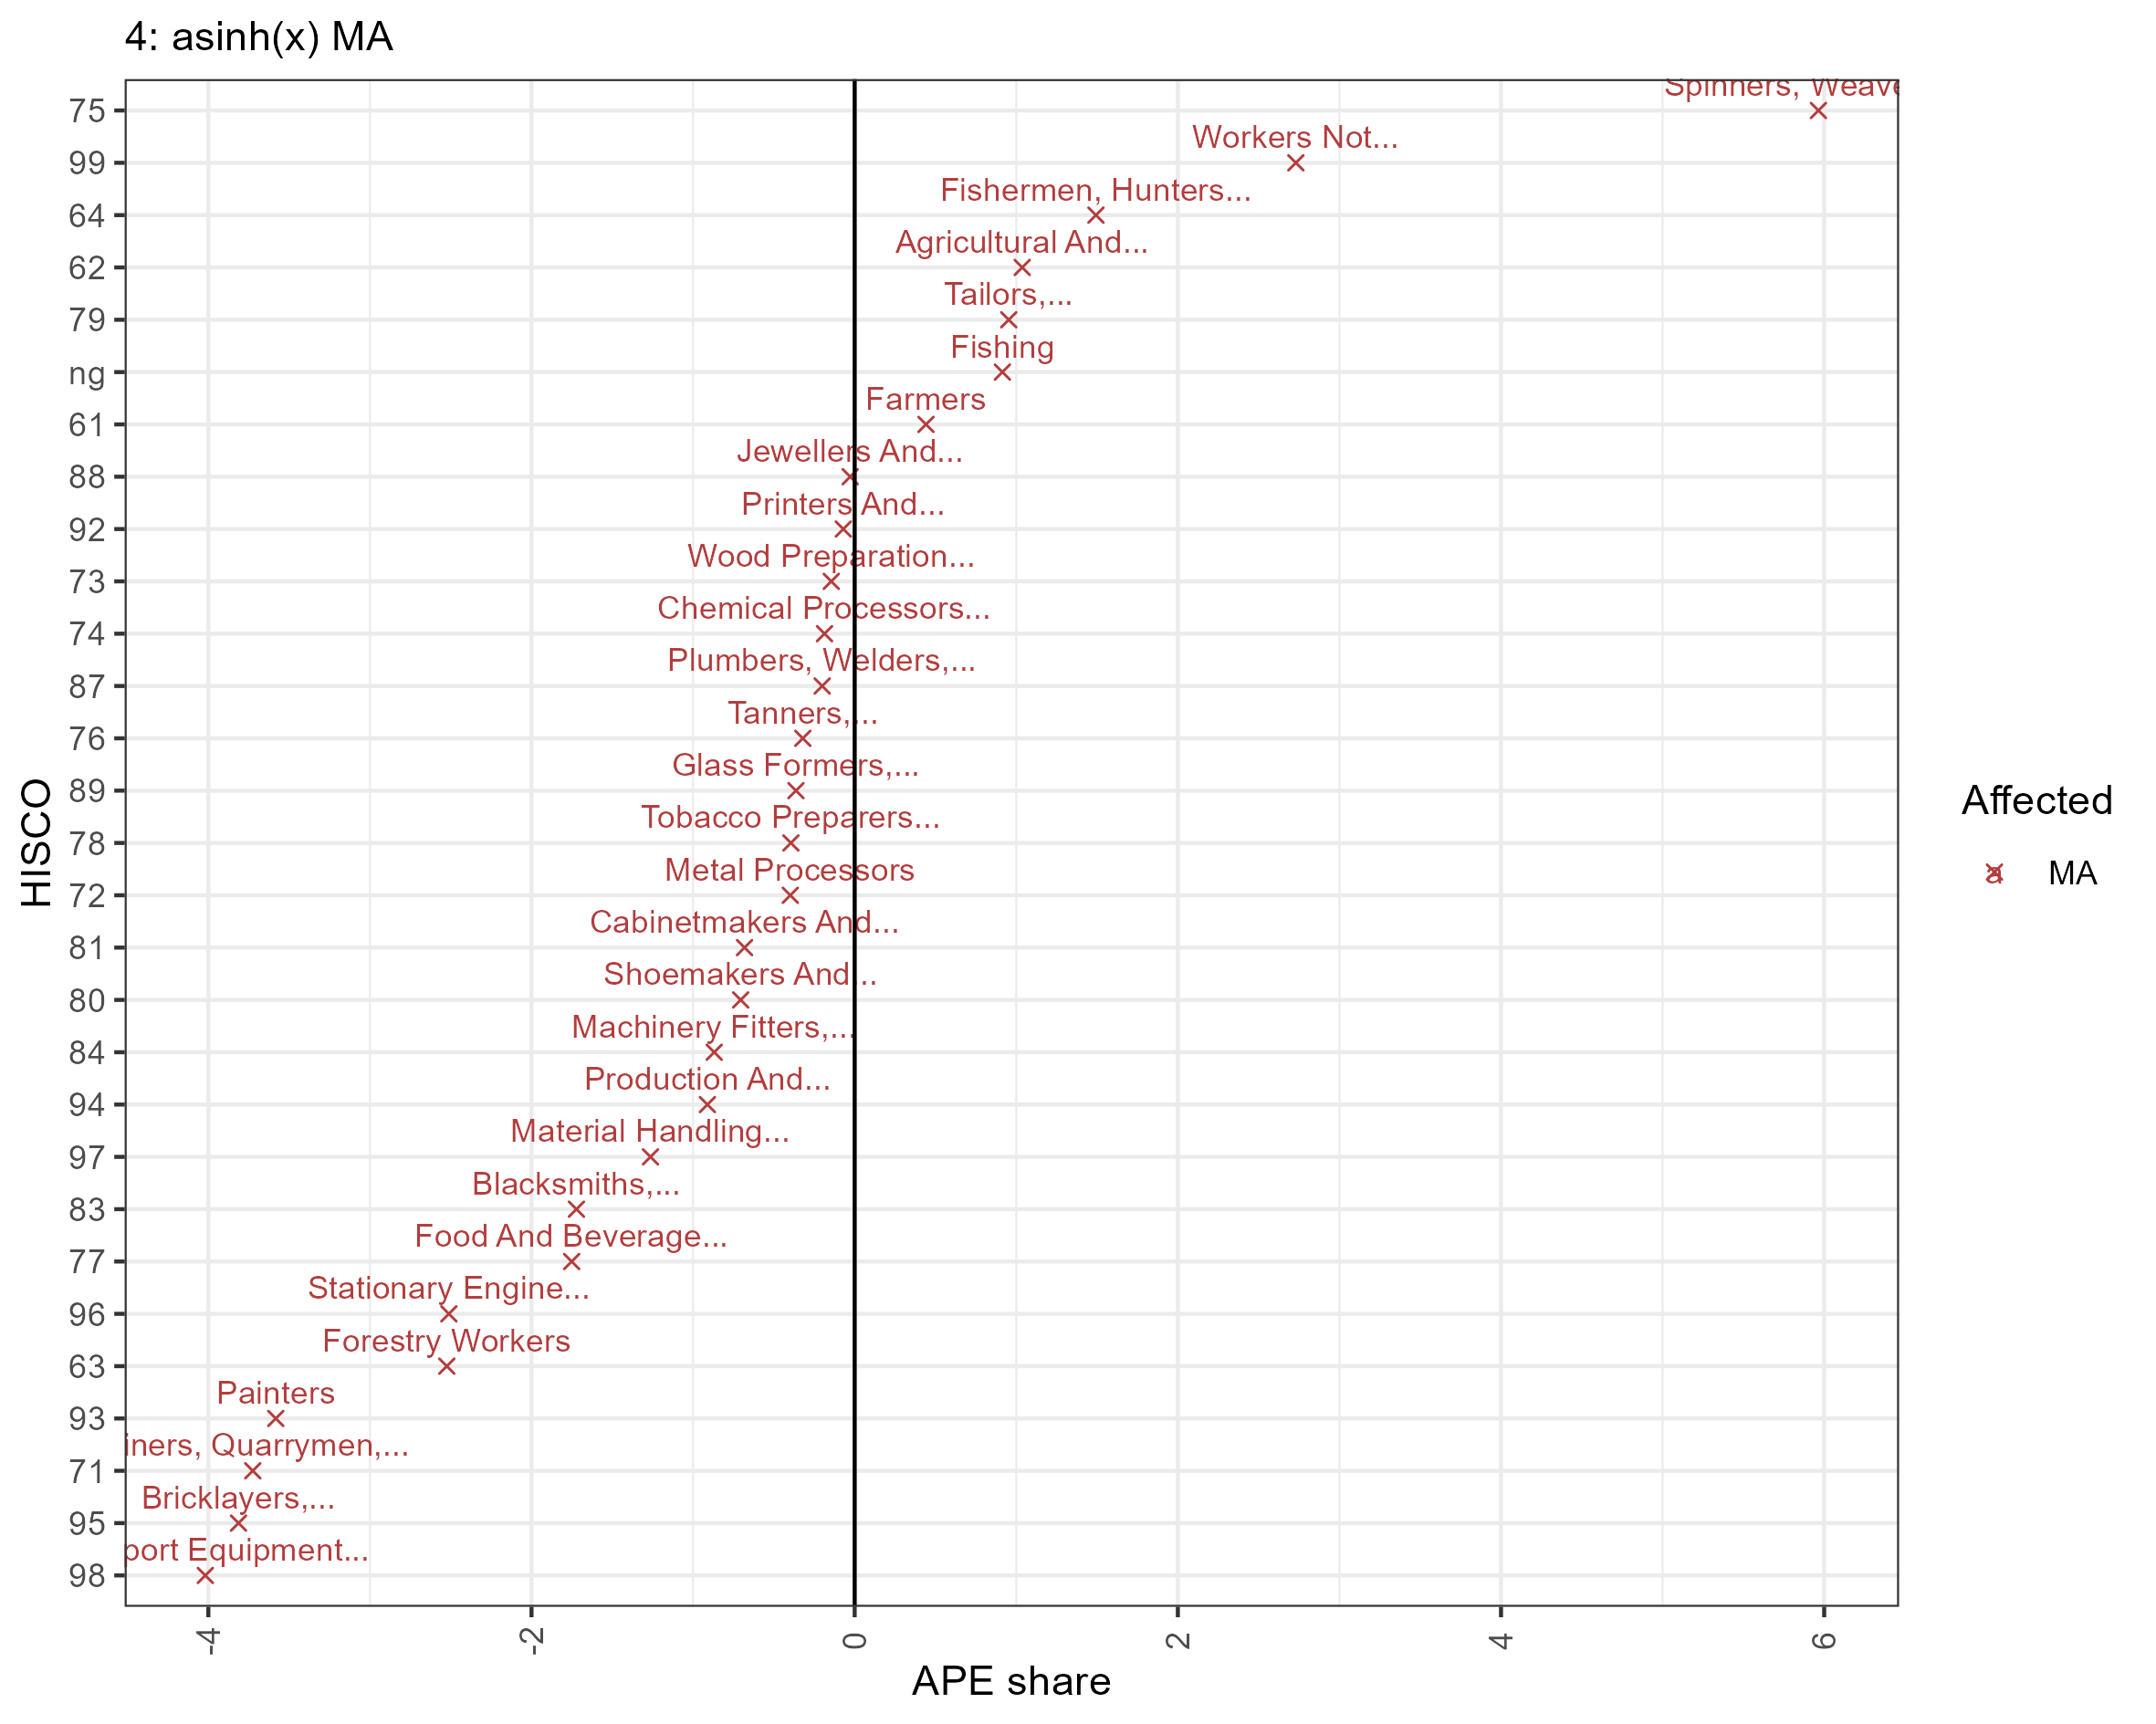 4: asinh(x) MA
75 Spinners, Weave
99 Workers Not...
64 Fishermen, Hunters...
62 Agricultural And...
79 Tailors,...
ng Fishing
61 Farmers
88 Jewellers And...
92 Printers And...
73 Wood Preparation...
74 Chemical Processors...
87 Plumbers, Welders,...
76 Tanners,...
89 Glass Formers,...
78 Tobacco Preparers...
72 Metal Processors
81 Cabinetmakers And...
80 Shoemakers And...
84 Machinery Fitters,...
94 Production And...
97 Material Handling...
83 Blacksmiths,...
77 Food And Beverage...
96 Stationary Engine...
63 Forestry Workers
93 Painters
71 iners, Quarrymen,...
95 Bricklayers,...
98 port Equipment...
HISCO
-4 -2 0 2 4 6
APE share
Affected
a MA